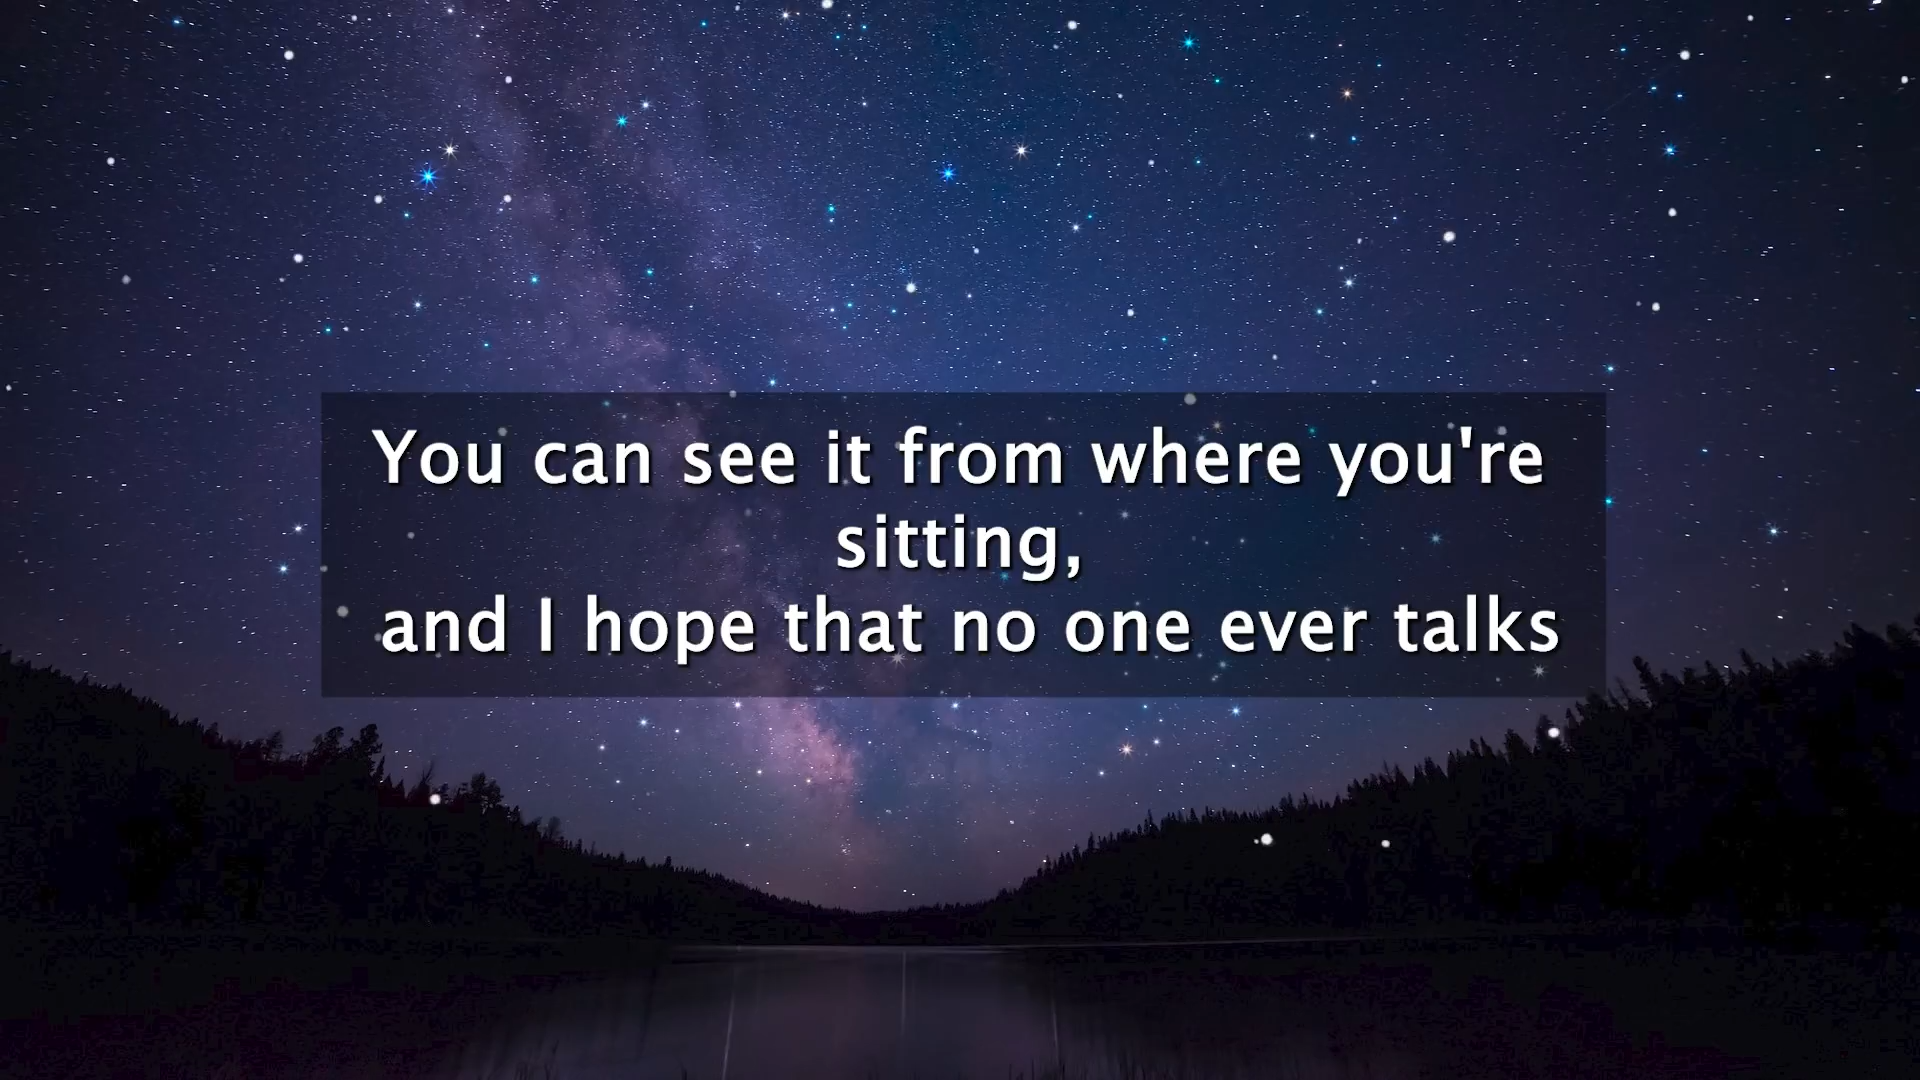 You can see it from where you're
sitting,
and I hope that no one ever talks